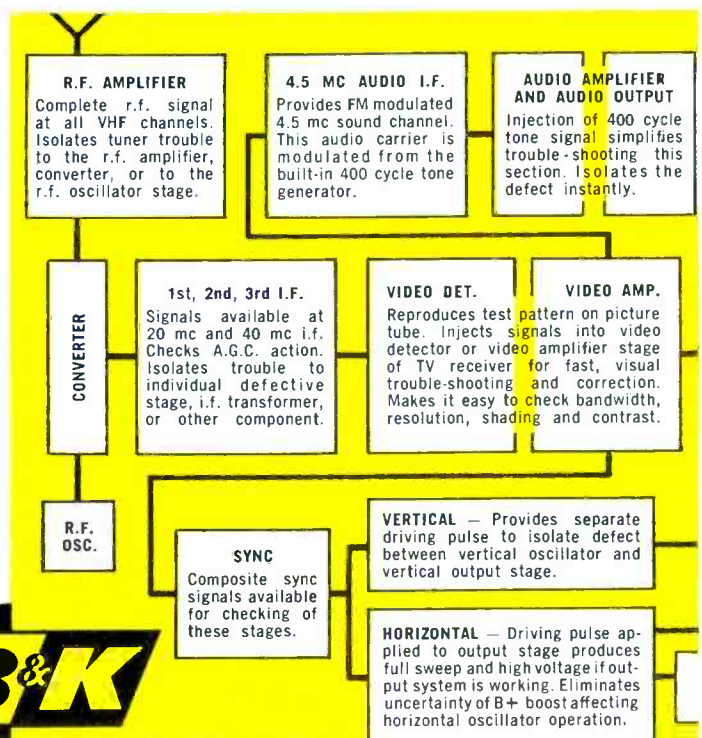 R.F. AMPLIFIER
Complete r.f. signal
at all VHF channels.
Isolates tuner trouble
to the r.f. amplifier,
converter, or to the
r.f. oscillator stage.
4.5 MC AUDIO I.F.
Provides FM modulated
4.5 mc sound channel.
This audio carrier is
modulated from the
built-in 400 cycle tone
generator.
AUDIO AMPLIFIER
AND AUDIO OUTPUT
Injection of 400 cycle
tone signal simplifies
trouble-shooting this
section. Isolates the
defect instantly.
CONVERTER
1st, 2nd, 3rd I.F.
Signals available at
20 mc and 40 mc i.f.
Checks A.G.C. action.
Isolates trouble to
individual defective
stage, i.f. transformer,
or other component.
VIDEO DET. VIDEO AMP.
Reproduces test pattern on picture
tube. Injects signals into video
detector or video amplifier stage
of TV receiver for fast, visual
trouble-shooting and correction.
Makes it easy to check bandwidth,
resolution, shading and contrast.
R.F.
OSC.
SYNC
Composite sync
signals available
for checking of
these stages.
VERTICAL — Provides separate
driving pulse to isolate defect
between vertical oscillator and
vertical output stage.
HORIZONTAL — Driving pulse ap-
plied to output stage produces
full sweep and high voltage if out-
put system is working. Eliminates
uncertainty of B+ boost affecting
horizontal oscillator operation.
B&K